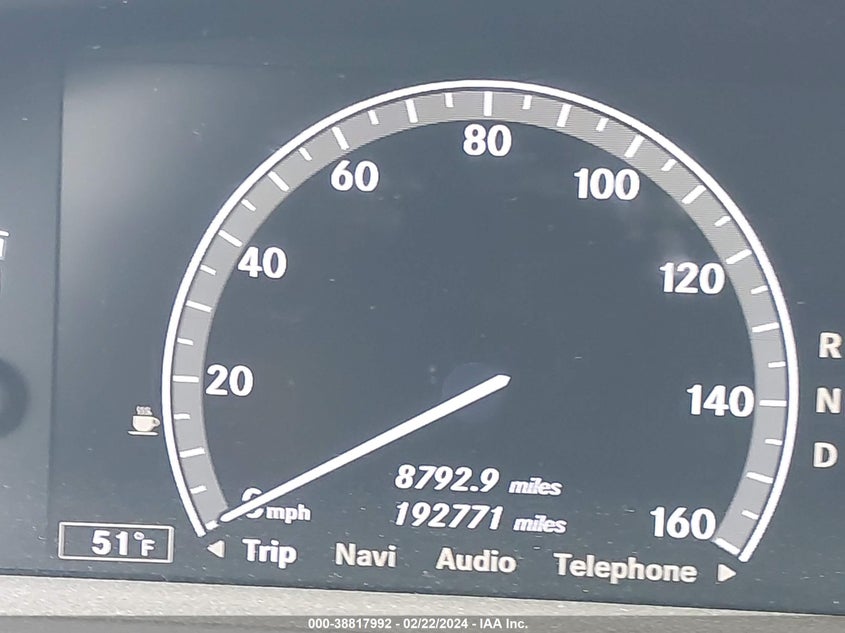 80
60
100
40
120
20
140
R
N
D
8792.9 miles
0 mph
192771 miles
160
51°F
Trip Navi Audio Telephone
000-38817992 - 02/22/2024 - IAA Inc.